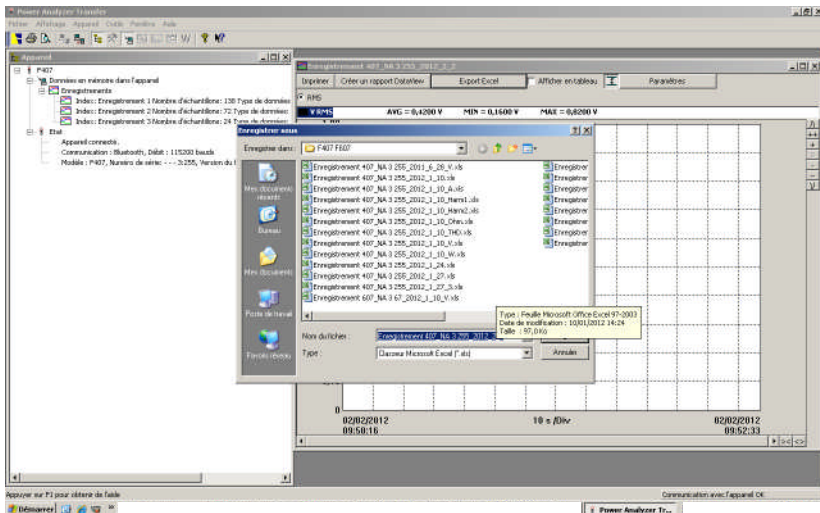 Power Analyzer Transfer
Fichier Affichage Appareil Outils Fenêtre Aide
Appareil
F407
Données en mémoire dans l'appareil
Enregistrements
Index: Enregistrement 1 Nombre d'échantillons: 138 Type de données:
Index: Enregistrement 2 Nombre d'échantillons: 72 Type de données:
Index: Enregistrement 3 Nombre d'échantillons: 24 Type de données:
Etat
Appareil connecté.
Communication : Bluetooth, Débit : 115200 bauds
Modèle : F407, Numéro de série: - - - 3:255, Version du
Enregistrement 407_NA 3 255_2012_2_2
Imprimer Créer un rapport DataView Export Excel Afficher en tableau Paramètres
RMS
V RMS AVG = 0,4200 V MIN = 0,1600 V MAX = 0,8200 V
Enregistrer sous
Enregistrer dans : F407 F607
Mes documents récents
Bureau
Mes documents
Poste de travail
Favoris réseau
Enregistrement 407_NA 3 255_2011_6_28_V.xls
Enregistrement 407_NA 3 255_2012_1_10.xls
Enregistrement 407_NA 3 255_2012_1_10_A.xls
Enregistrement 407_NA 3 255_2012_1_10_Harm1.xls
Enregistrement 407_NA 3 255_2012_1_10_Harm2.xls
Enregistrement 407_NA 3 255_2012_1_10_Ohm.xls
Enregistrement 407_NA 3 255_2012_1_10_THD.xls
Enregistrement 407_NA 3 255_2012_1_10_V.xls
Enregistrement 407_NA 3 255_2012_1_10_W.xls
Enregistrement 407_NA 3 255_2012_1_24.xls
Enregistrement 407_NA 3 255_2012_1_27.xls
Enregistrement 407_NA 3 255_2012_1_27_3.xls
Enregistrement 607_NA 3 67_2012_1_10_V.xls
Enregistrer
Enregistrer
Enregistrer
Enregistrer
Enregistrer
Enregistrer
Enregistrer
Type : Feuille Microsoft Office Excel 97-2003
Date de modification : 10/01/2012 14:24
Taille : 97,0 Ko
Nom du fichier : Enregistrement 407_NA 3 255_2012_
Type : Classeur Microsoft Excel (*.xls)
Annuler
0
02/02/2012 10 s /Div 02/02/2012
09:50:16 09:52:33
Appuyer sur F1 pour obtenir de l'aide Communication avec l'appareil OK
Démarrer Power Analyzer Tr...